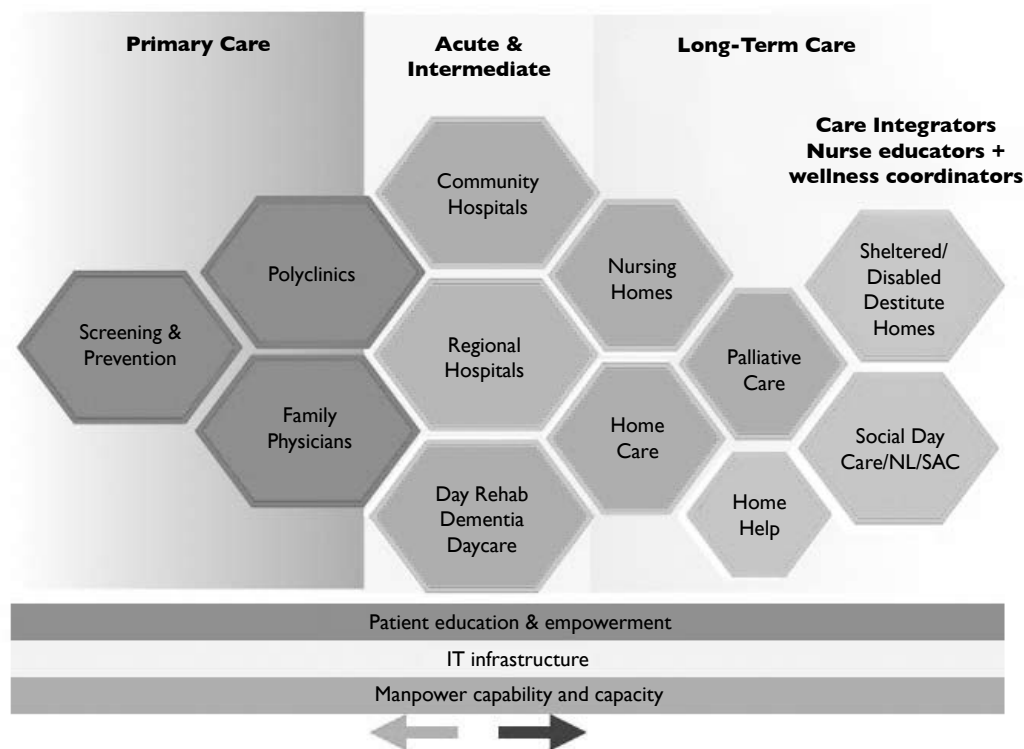 Primary Care
Acute &
Intermediate
Long-Term Care
Care Integrators
Nurse educators +
wellness coordinators
Screening &
Prevention
Polyclinics
Family
Physicians
Community
Hospitals
Regional
Hospitals
Day Rehab
Dementia
Daycare
Nursing
Homes
Home
Care
Palliative
Care
Home
Help
Sheltered/
Disabled
Destitute
Homes
Social Day
Care/NL/SAC
Patient education & empowerment
IT infrastructure
Manpower capability and capacity